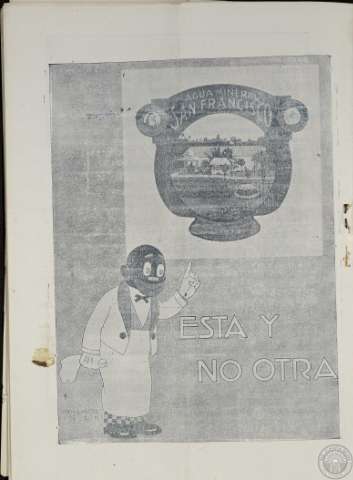 AGUA MINERAL
SAN FRANCISCO
ESTA Y
NO OTRA